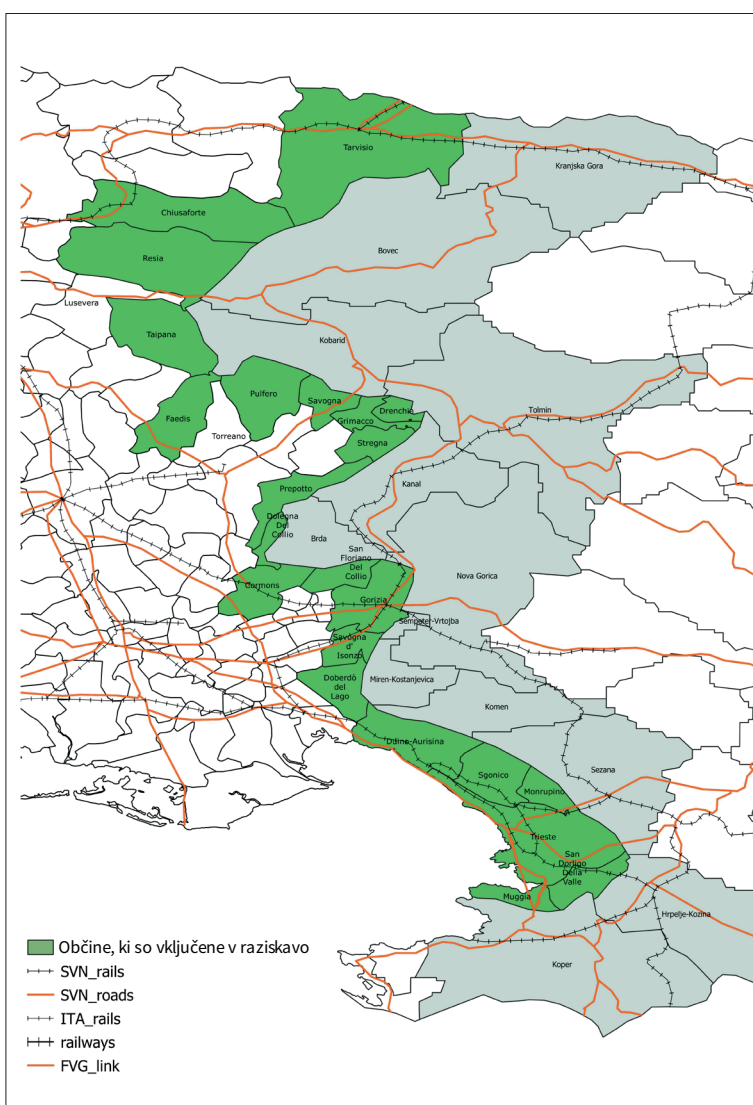 Tarvisio
Kranjska Gora
Chiusaforte
Bovec
Resia
Lusevera
Taipana
Kobarid
Pulfero
Savogna
Drenchia
Faedis
Grimacco
Tolmin
Torreano
Stregna
Kanal
Prepotto
Dolegna
Del
Collio
Brda
San
Floriano
Del
Collio
Nova Gorica
Cormons
Gorizia
Sempeter-Vrtojba
Savogna
d'
Isonzo
Doberdò
del
Lago
Miren-Kostanjevica
Komen
Duino-Aurisina
Sgonico
Sezana
Monrupino
Trieste
San
Dorligo
Della
Valle
Muggia
Hrpelje-Kozina
Koper
Občine, ki so vključene v raziskavo
SVN_rails
SVN_roads
ITA_rails
railways
FVG_link